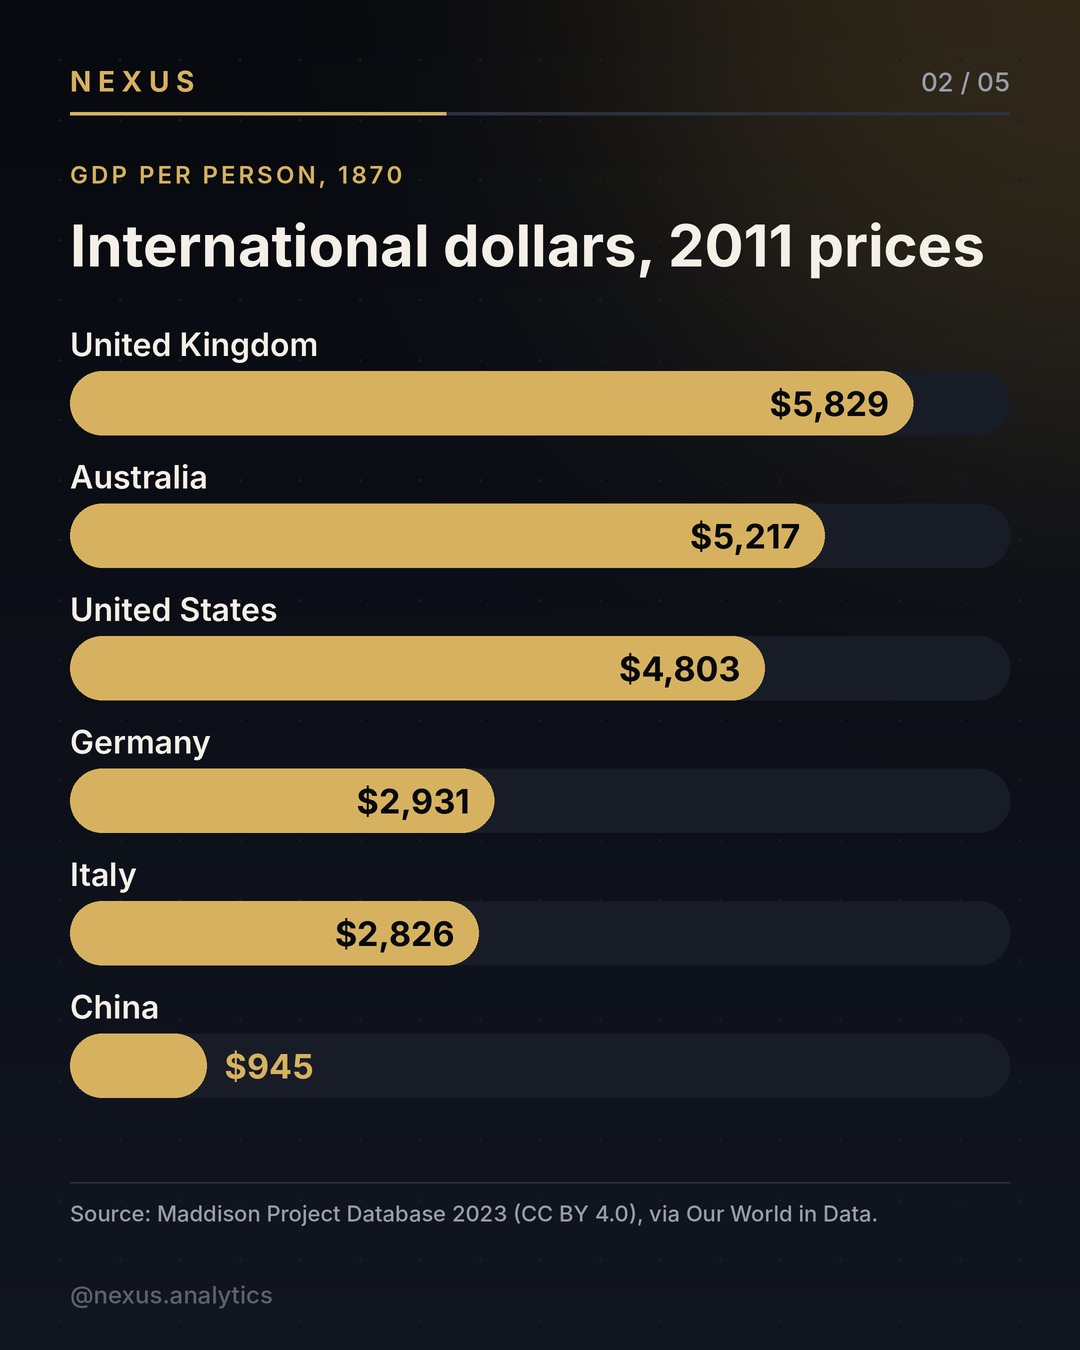 NEXUS
02 / 05
GDP PER PERSON, 1870
International dollars, 2011 prices
United Kingdom
$5,829
Australia
$5,217
United States
$4,803
Germany
$2,931
Italy
$2,826
China
$945
Source: Maddison Project Database 2023 (CC BY 4.0), via Our World in Data.
@nexus.analytics